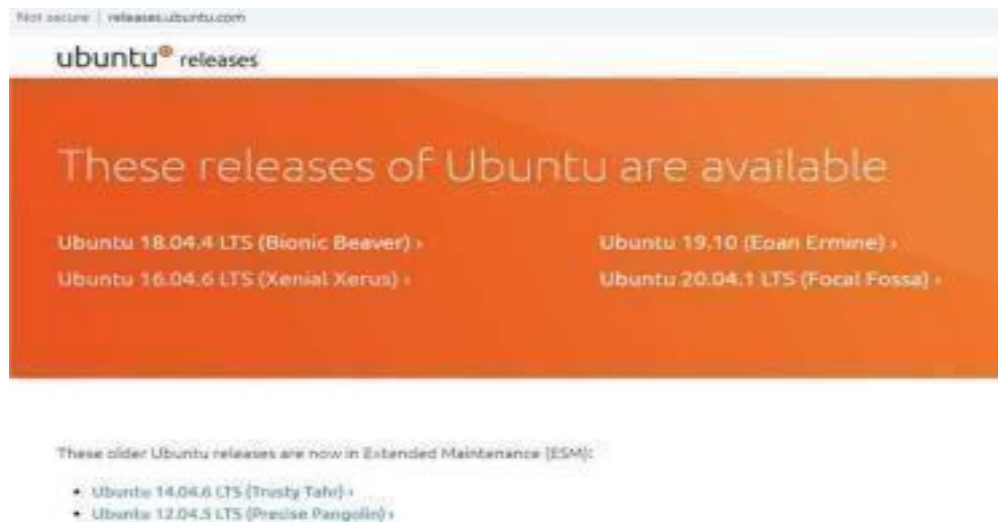 Not secure | releases.ubuntu.com
ubuntu® releases
These releases of Ubuntu are available
Ubuntu 18.04.4 LTS (Bionic Beaver) ›
Ubuntu 19.10 (Eoan Ermine) ›
Ubuntu 16.04.6 LTS (Xenial Xerus) ›
Ubuntu 20.04.1 LTS (Focal Fossa) ›
These older Ubuntu releases are now in Extended Maintenance (ESM):
• Ubuntu 14.04.6 LTS (Trusty Tahr) ›
• Ubuntu 12.04.5 LTS (Precise Pangolin) ›